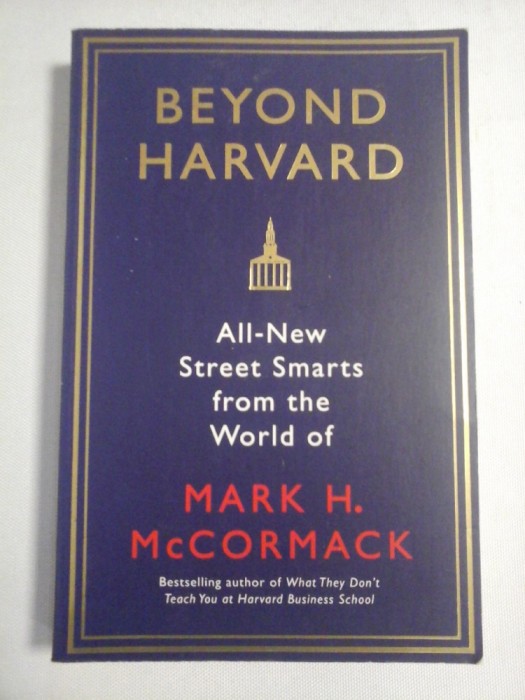 BEYOND
HARVARD
All-New
Street Smarts
from the
World of
MARK H.
McCORMACK
Bestselling author of What They Don't
Teach You at Harvard Business School